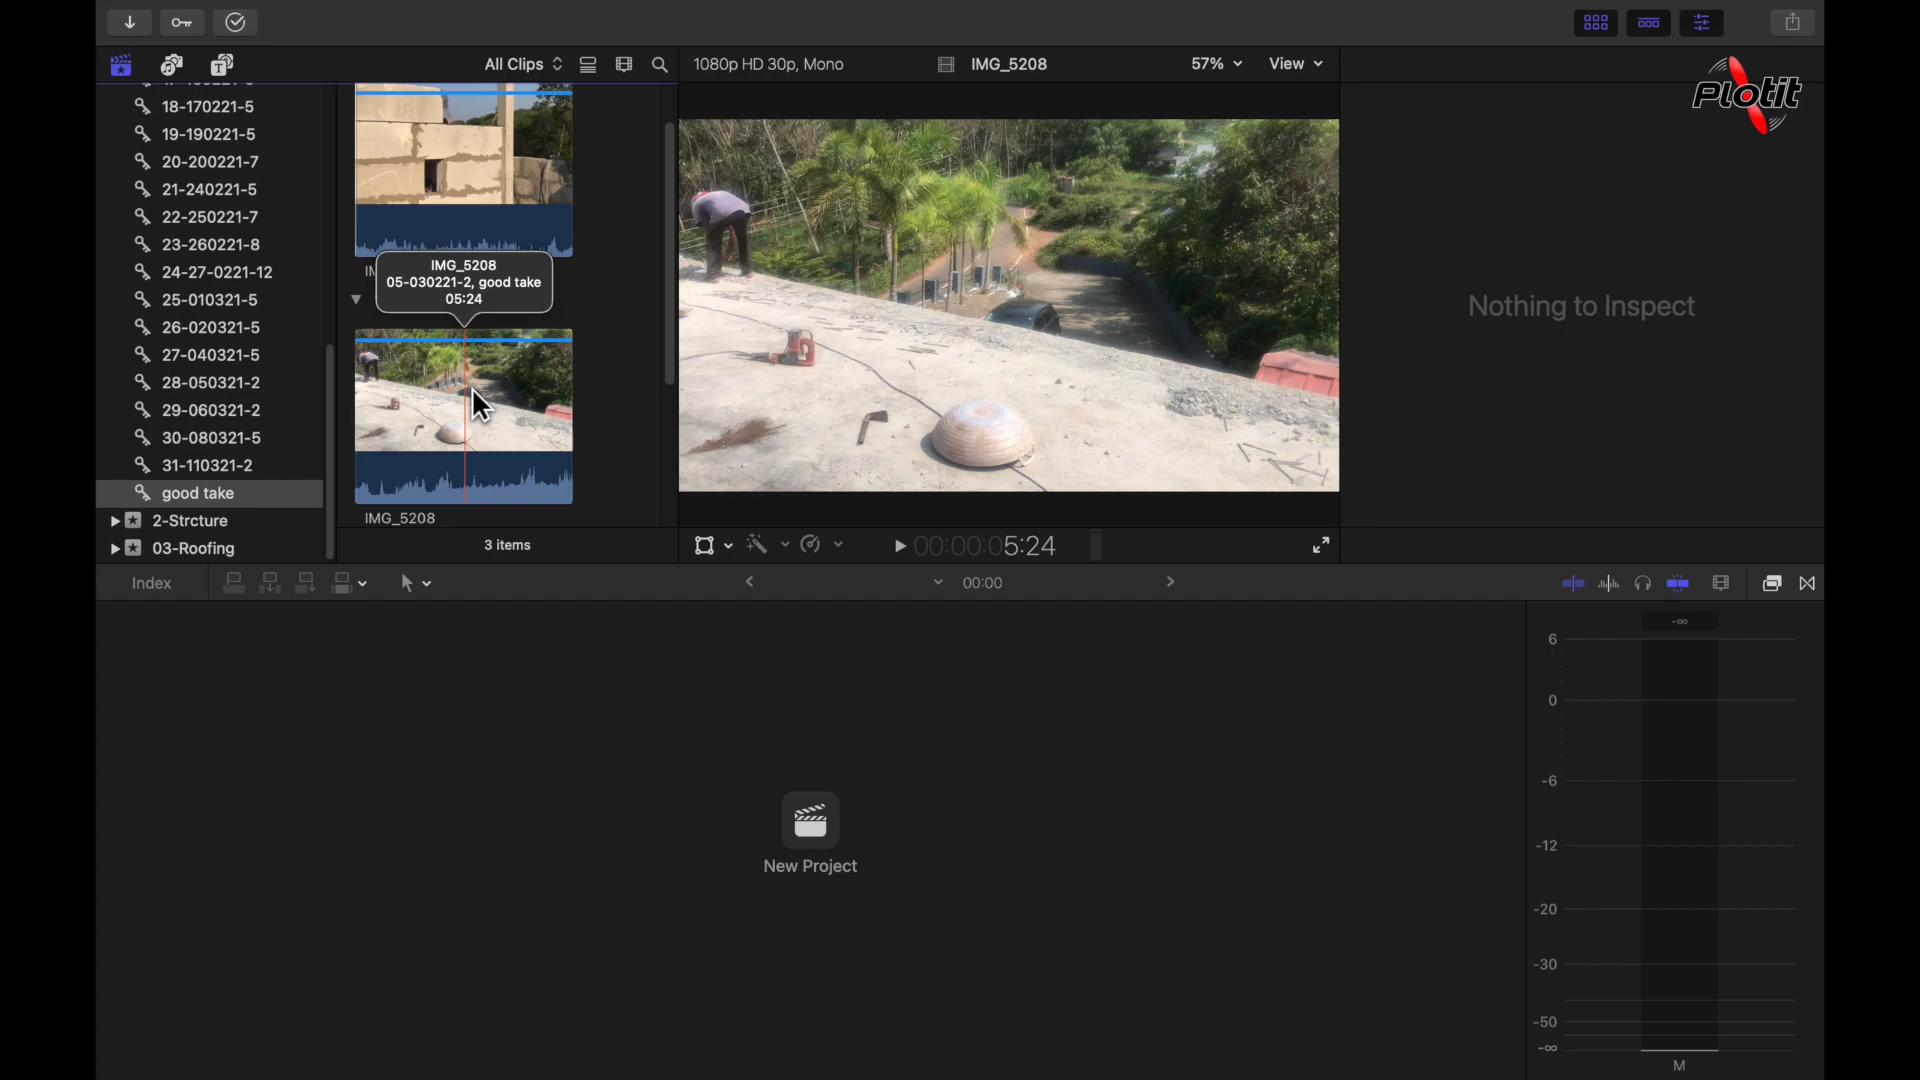 All Clips
1080p HD 30p, Mono
IMG_5208
57%
View
Plotit
18-170221-5
19-190221-5
20-200221-7
21-240221-5
22-250221-7
23-260221-8
24-27-0221-12
25-010321-5
26-020321-5
27-040321-5
28-050321-2
29-060321-2
30-080321-5
31-110321-2
good take
2-Strcture
03-Roofing
IMG_5208
05-030221-2, good take
05:24
IMG_5208
3 items
00:00:05:24
Nothing to Inspect
Index
00:00
New Project
-∞
6
0
-6
-12
-20
-30
-50
-∞
M